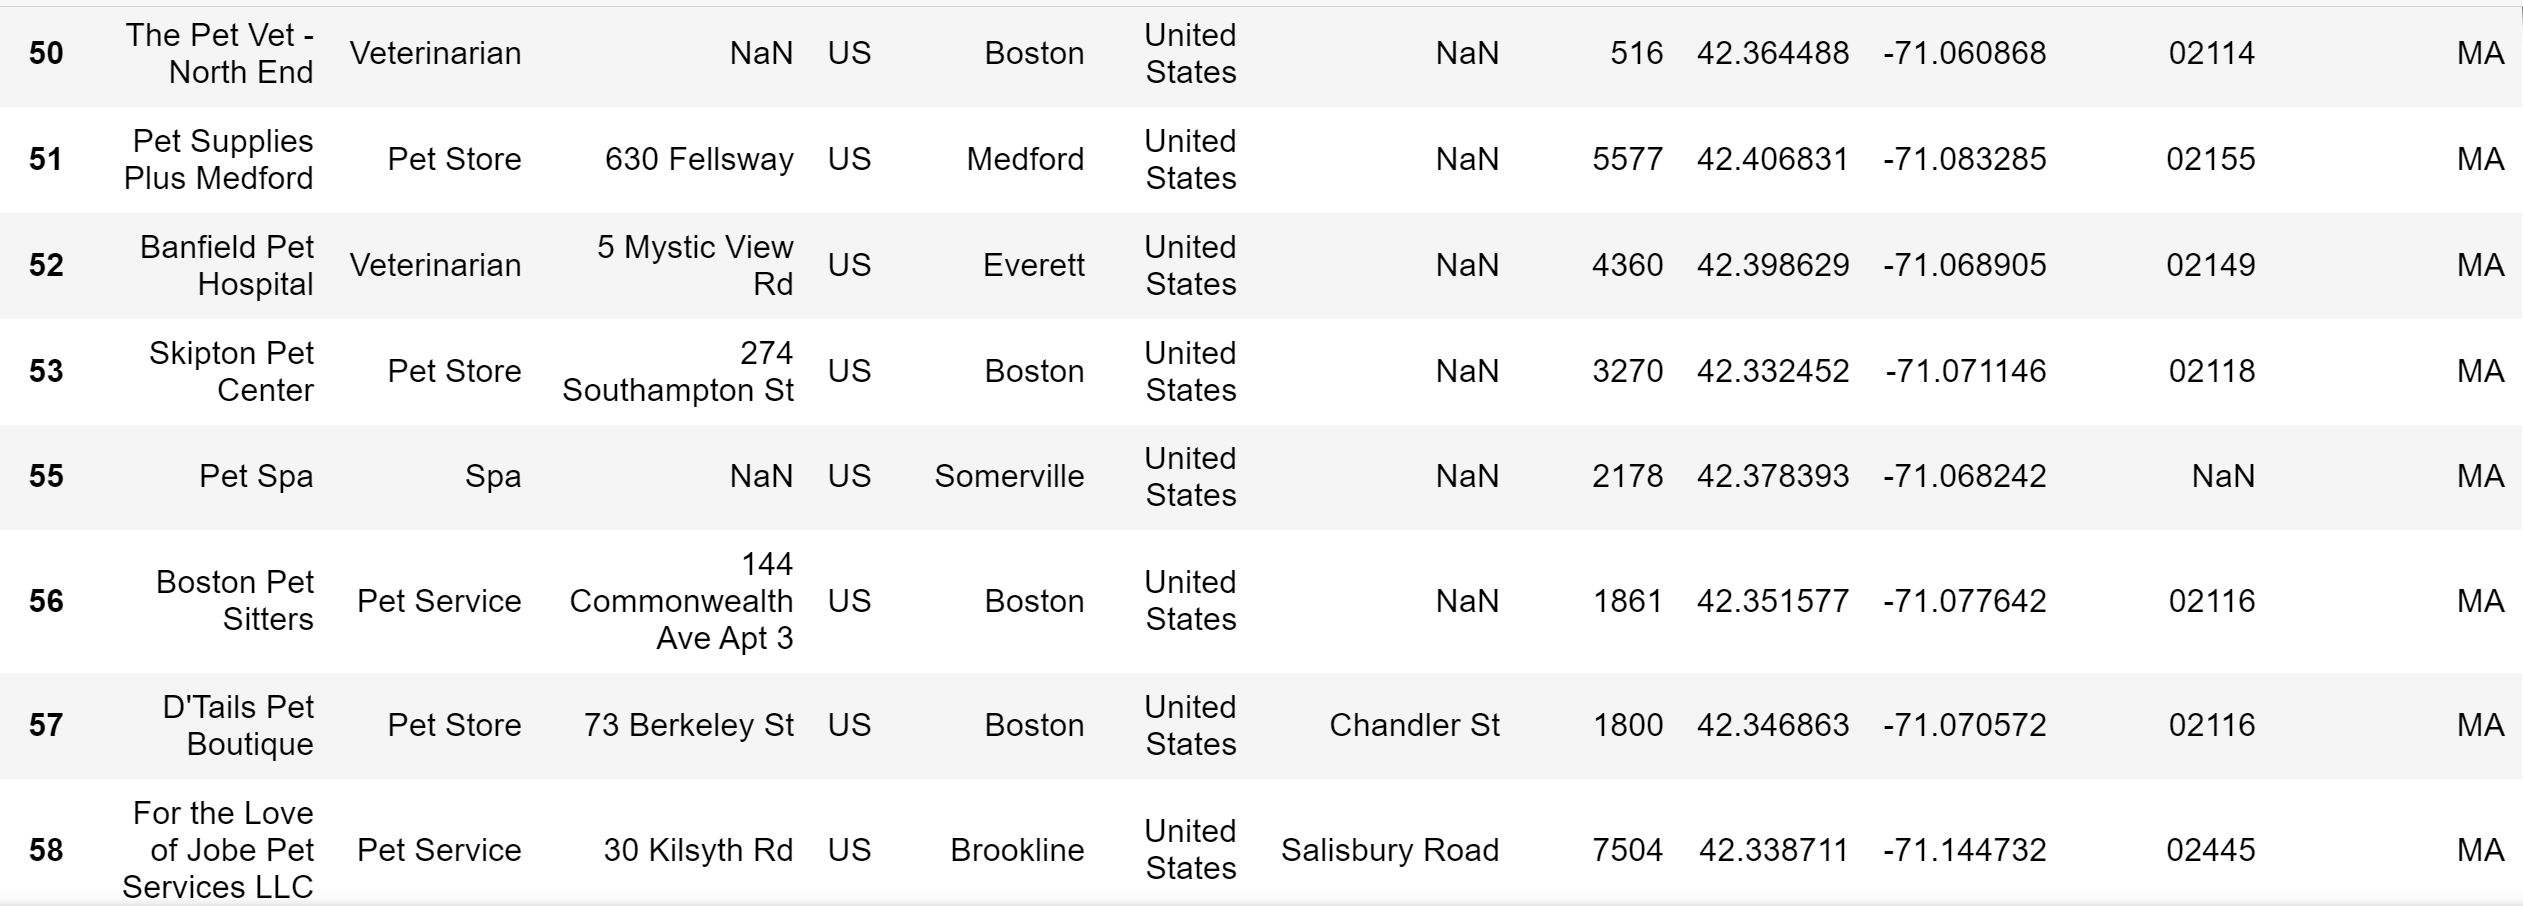 50 The Pet Vet - North End Veterinarian NaN US Boston United States NaN 516 42.364488 -71.060868 02114 MA
51 Pet Supplies Plus Medford Pet Store 630 Fellsway US Medford United States NaN 5577 42.406831 -71.083285 02155 MA
52 Banfield Pet Hospital Veterinarian 5 Mystic View Rd US Everett United States NaN 4360 42.398629 -71.068905 02149 MA
53 Skipton Pet Center Pet Store 274 Southampton St US Boston United States NaN 3270 42.332452 -71.071146 02118 MA
55 Pet Spa Spa NaN US Somerville United States NaN 2178 42.378393 -71.068242 NaN MA
56 Boston Pet Sitters Pet Service 144 Commonwealth Ave Apt 3 US Boston United States NaN 1861 42.351577 -71.077642 02116 MA
57 D'Tails Pet Boutique Pet Store 73 Berkeley St US Boston United States Chandler St 1800 42.346863 -71.070572 02116 MA
58 For the Love of Jobe Pet Services LLC Pet Service 30 Kilsyth Rd US Brookline United States Salisbury Road 7504 42.338711 -71.144732 02445 MA